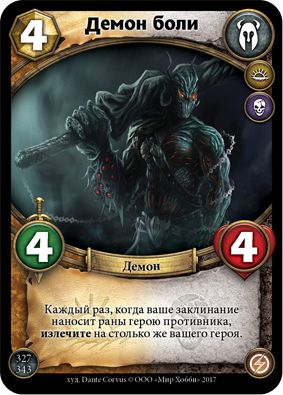 4
Демон боли
4
4
Демон
Каждый раз, когда ваше заклинание
наносит раны герою противника,
излечите на столько же вашего героя.
327
343
худ. Dante Corvus © ООО «Мир Хобби» 2017